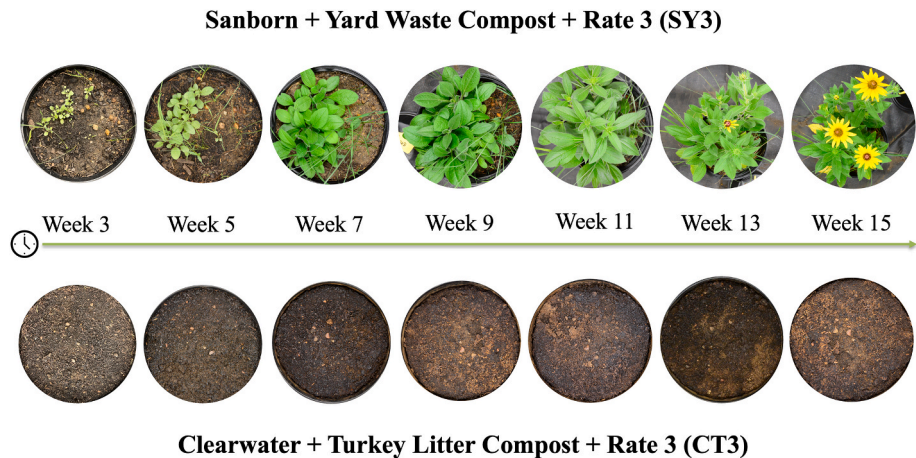 Sanborn + Yard Waste Compost + Rate 3 (SY3)
Week 3 Week 5 Week 7 Week 9 Week 11 Week 13 Week 15
Clearwater + Turkey Litter Compost + Rate 3 (CT3)